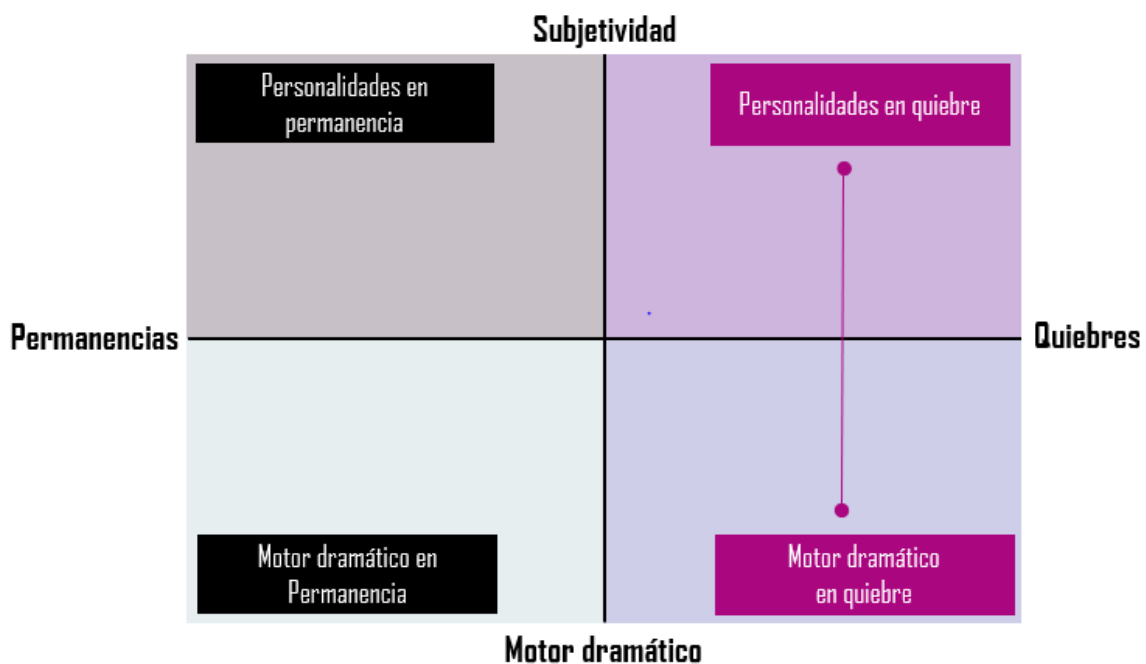 Subjetividad
Personalidades en
permanencia
Personalidades en quiebre
Permanencias
Quiebres
Motor dramático en
Permanencia
Motor dramático
en quiebre
Motor dramático